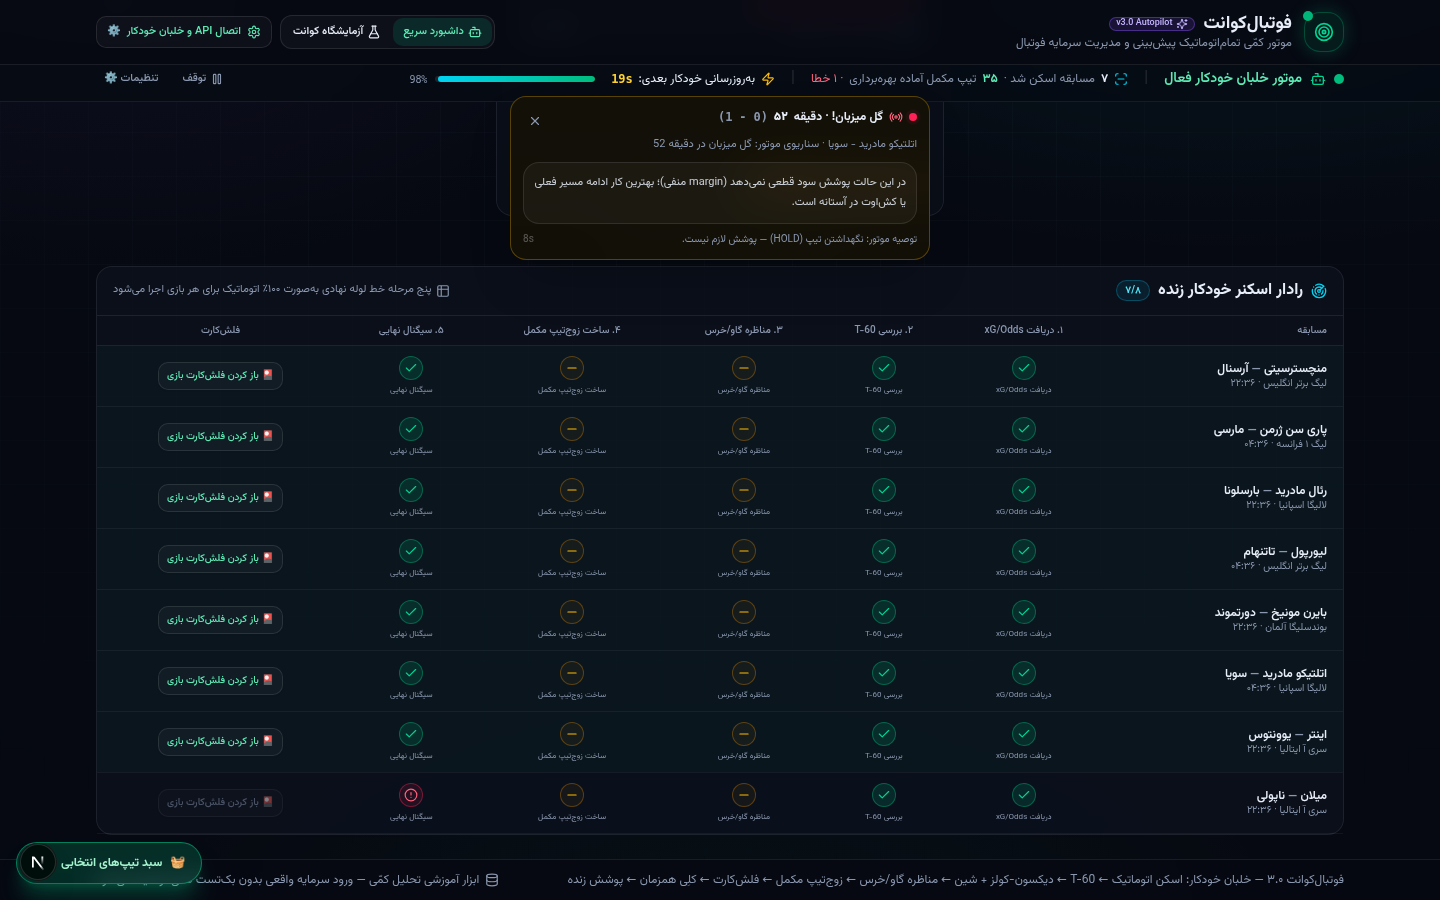 فوتبال‌کوانت v3.0 Autopilot
موتور کمّی تمام‌اتوماتیک پیش‌بینی و مدیریت سرمایه فوتبال
داشبورد سریع
آزمایشگاه کوانت
اتصال API و خلبان خودکار ⚙️
موتور خلبان خودکار فعال
۷ مسابقه اسکن شد · ۳۵ تیپ مکمل آماده بهره‌برداری · ۱ خطا
به‌روزرسانی خودکار بعدی: 19s
98%
توقف
تنظیمات ⚙️
گل میزبان! · دقیقه ۵۲ (0 - 1)
اتلتیکو مادرید - سویا · سناریوی موتور: گل میزبان در دقیقه 52
در این حالت پوشش سود قطعی نمی‌دهد (margin منفی)؛ بهترین کار ادامه مسیر فعلی
یا کش‌اوت در آستانه است.
توصیه موتور: نگهداشتن تیپ (HOLD) — پوشش لازم نیست.
8s
رادار اسکنر خودکار زنده ۷/۸
پنج مرحله خط لوله نهادی به‌صورت ۱۰۰٪ اتوماتیک برای هر بازی اجرا می‌شود
مسابقه
۱. دریافت xG/Odds
۲. بررسی T-60
۳. مناظره گاو/خرس
۴. ساخت زوج‌تیپ مکمل
۵. سیگنال نهایی
فلش‌کارت
منچسترسیتی — آرسنال
لیگ برتر انگلیس · ۲۲:۳۶
دریافت xG/Odds
بررسی T-60
مناظره گاو/خرس
ساخت زوج‌تیپ مکمل
سیگنال نهایی
🎴 باز کردن فلش‌کارت بازی
پاری سن ژرمن — مارسی
لیگ ۱ فرانسه · ۰۴:۳۶
دریافت xG/Odds
بررسی T-60
مناظره گاو/خرس
ساخت زوج‌تیپ مکمل
سیگنال نهایی
🎴 باز کردن فلش‌کارت بازی
رئال مادرید — بارسلونا
لالیگا اسپانیا · ۲۲:۳۶
دریافت xG/Odds
بررسی T-60
مناظره گاو/خرس
ساخت زوج‌تیپ مکمل
سیگنال نهایی
🎴 باز کردن فلش‌کارت بازی
لیورپول — تاتنهام
لیگ برتر انگلیس · ۰۴:۳۶
دریافت xG/Odds
بررسی T-60
مناظره گاو/خرس
ساخت زوج‌تیپ مکمل
سیگنال نهایی
🎴 باز کردن فلش‌کارت بازی
بایرن مونیخ — دورتموند
بوندسلیگا آلمان · ۲۲:۳۶
دریافت xG/Odds
بررسی T-60
مناظره گاو/خرس
ساخت زوج‌تیپ مکمل
سیگنال نهایی
🎴 باز کردن فلش‌کارت بازی
اتلتیکو مادرید — سویا
لالیگا اسپانیا · ۰۴:۳۶
دریافت xG/Odds
بررسی T-60
مناظره گاو/خرس
ساخت زوج‌تیپ مکمل
سیگنال نهایی
🎴 باز کردن فلش‌کارت بازی
اینتر — یوونتوس
سری آ ایتالیا · ۲۲:۳۶
دریافت xG/Odds
بررسی T-60
مناظره گاو/خرس
ساخت زوج‌تیپ مکمل
سیگنال نهایی
🎴 باز کردن فلش‌کارت بازی
میلان — ناپولی
سری آ ایتالیا · ۲۲:۳۶
دریافت xG/Odds
بررسی T-60
مناظره گاو/خرس
ساخت زوج‌تیپ مکمل
سیگنال نهایی
🎴 باز کردن فلش‌کارت بازی
فوتبال‌کوانت ۳.۰ — خلبان خودکار: اسکن اتوماتیک ← T-60 ← دیکسون-کولز + شین ← مناظره گاو/خرس ← زوج‌تیپ مکمل ← فلش‌کارت ← کلی همزمان ← پوشش زنده
ابزار آموزشی تحلیل کمّی — ورود سرمایه واقعی بدون بک‌تست
🧺 سبد تیپ‌های انتخابی
N